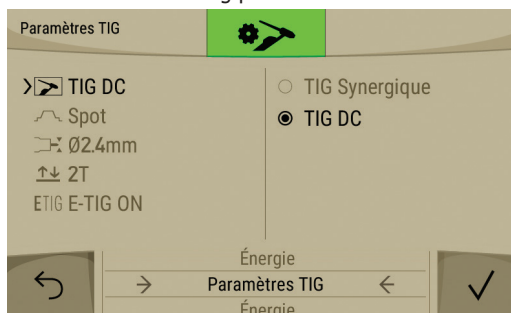 Paramètres TIG
TIG DC
Spot
Ø2.4mm
2T
ETIG E-TIG ON
TIG Synergique
TIG DC
Énergie
Paramètres TIG
Énergie